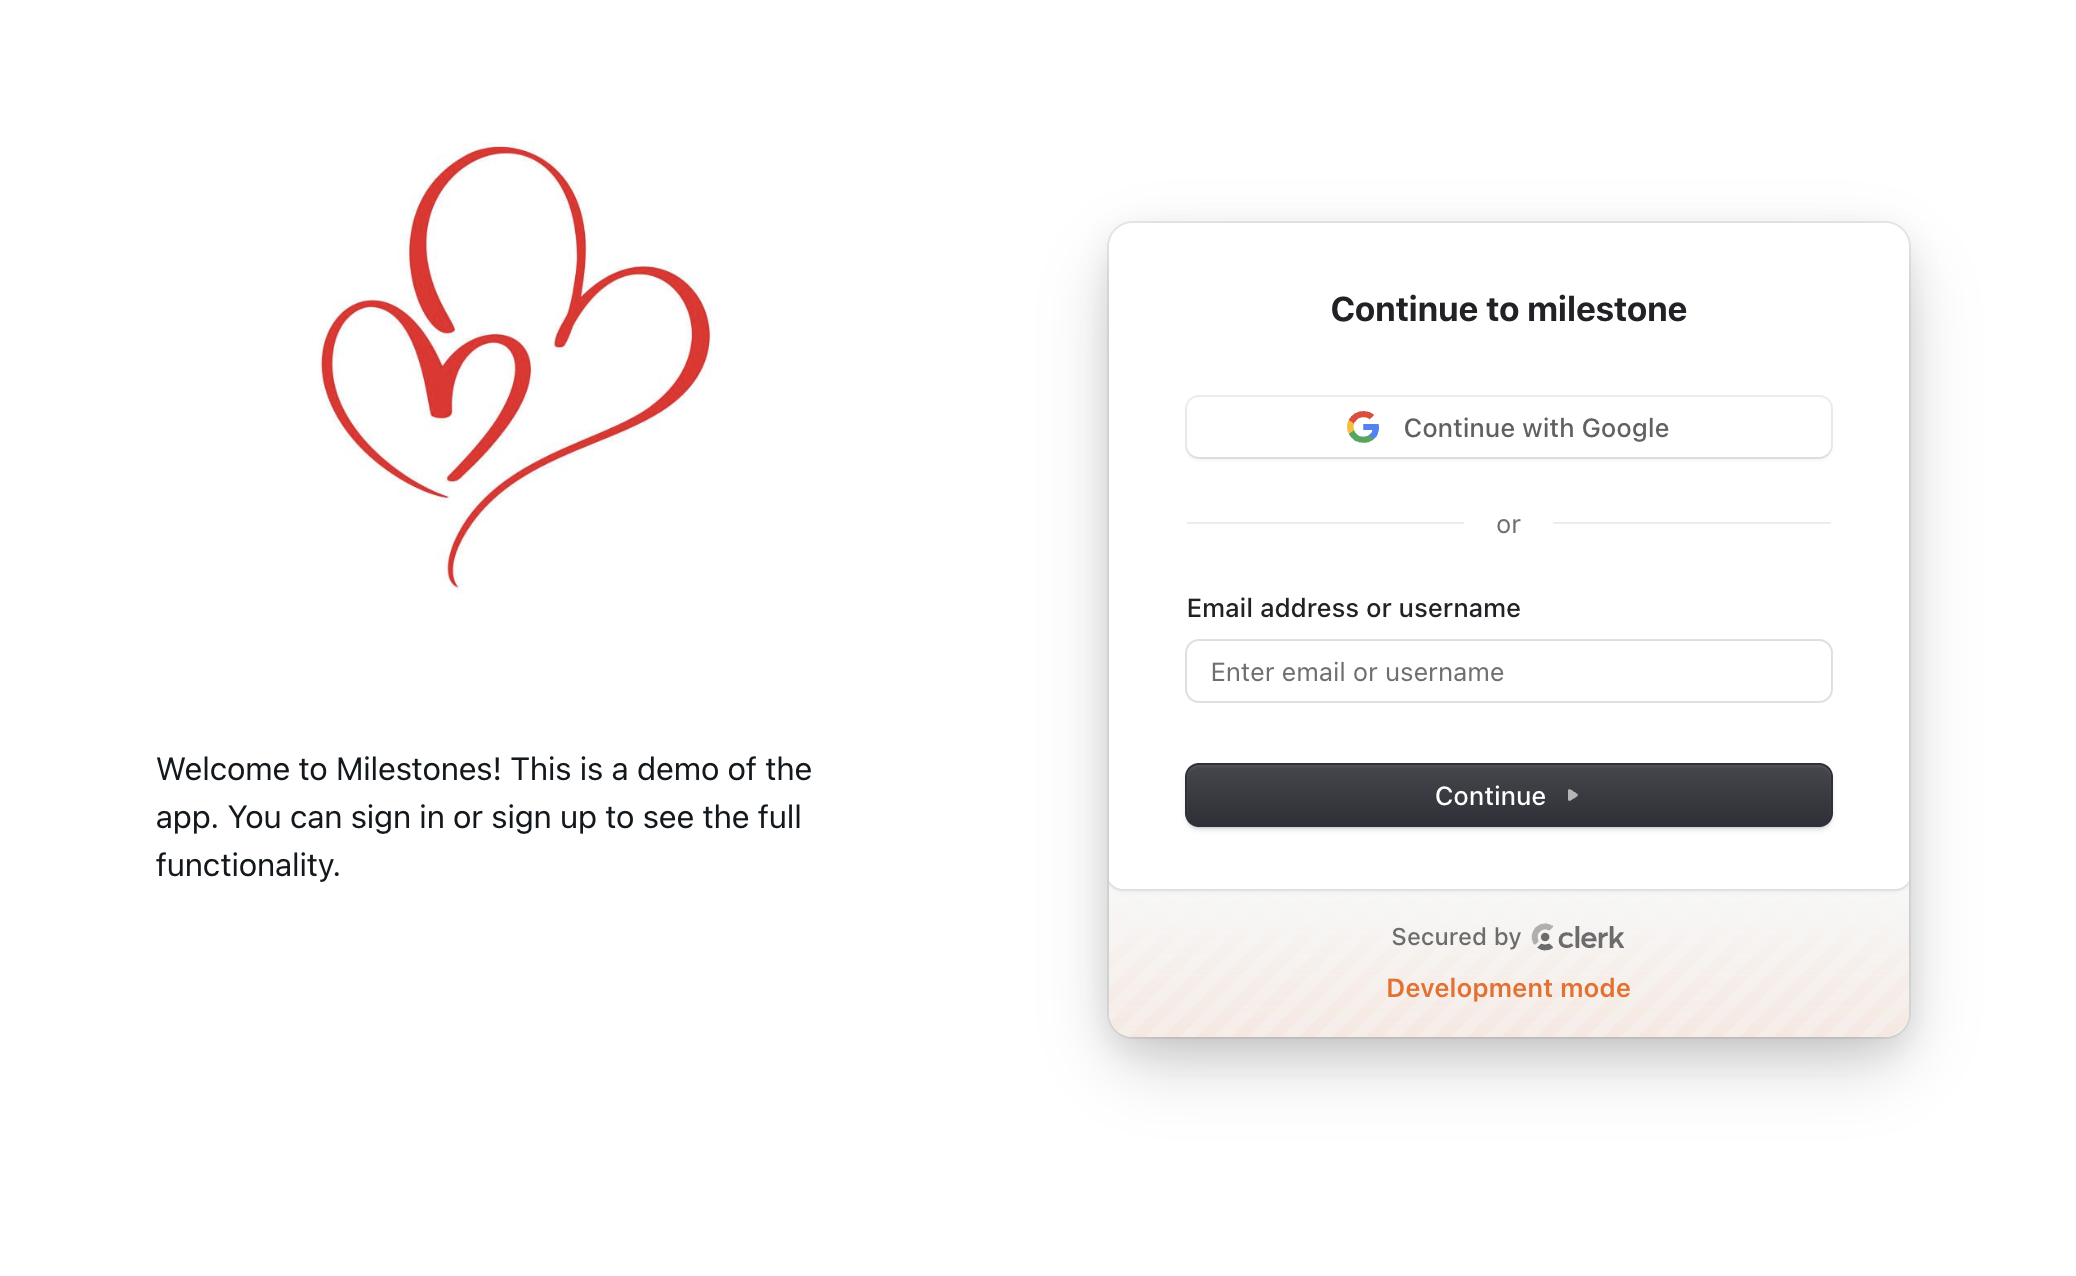 Welcome to Milestones! This is a demo of the
app. You can sign in or sign up to see the full
functionality.
Continue to milestone
Continue with Google
or
Email address or username
Enter email or username
Continue
Secured by clerk
Development mode